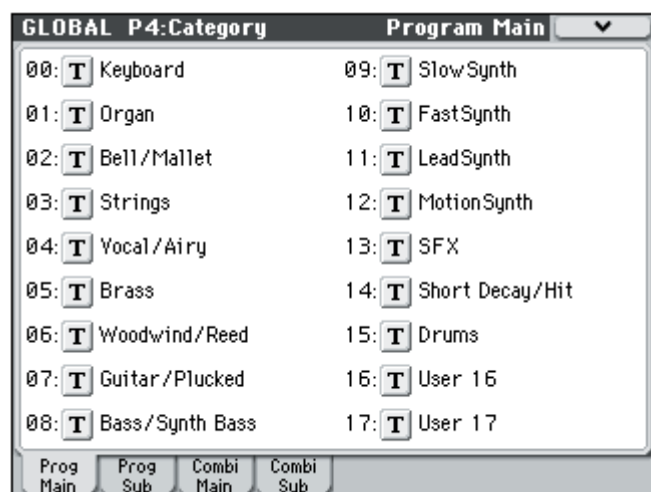 GLOBAL P4:Category Program Main
00: T Keyboard
01: T Organ
02: T Bell/Mallet
03: T Strings
04: T Vocal/Airy
05: T Brass
06: T Woodwind/Reed
07: T Guitar/Plucked
08: T Bass/Synth Bass
09: T SlowSynth
10: T FastSynth
11: T LeadSynth
12: T MotionSynth
13: T SFX
14: T Short Decay/Hit
15: T Drums
16: T User 16
17: T User 17
Prog Main
Prog Sub
Combi Main
Combi Sub